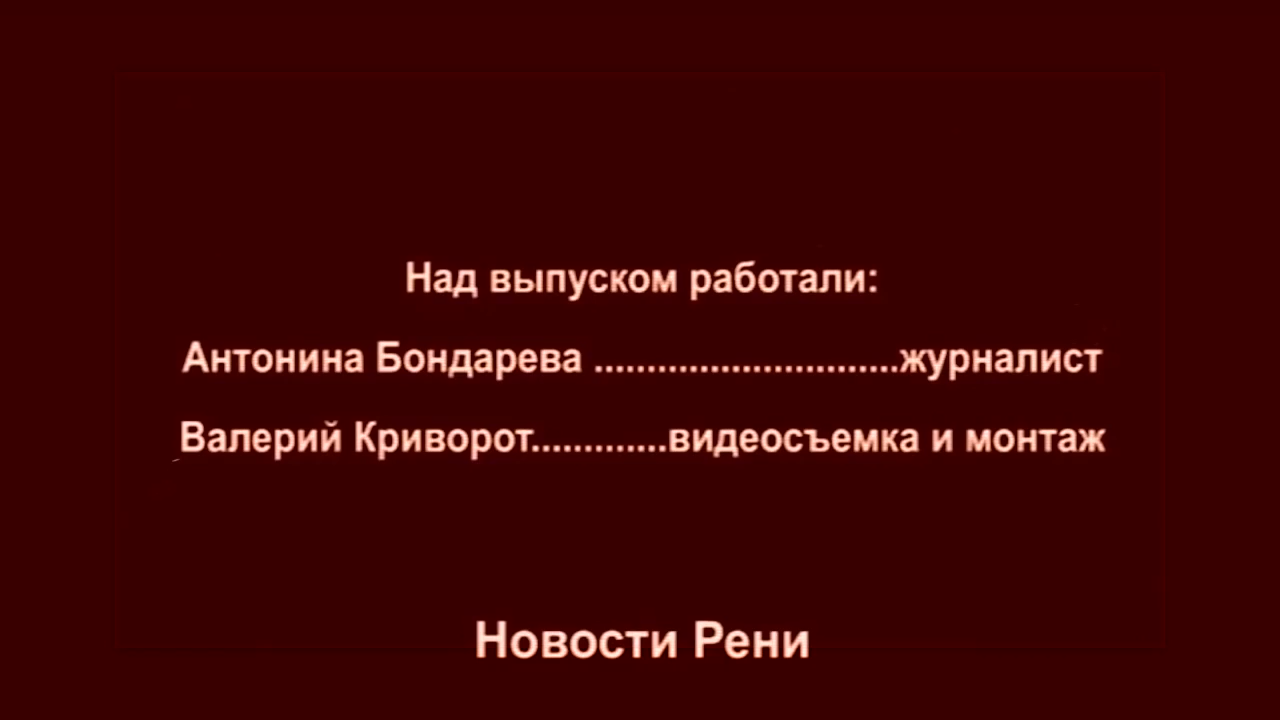 Над выпуском работали:
Антонина Бондарева .............................журналист
Валерий Криворот.............видеосъемка и монтаж
Новости Рени